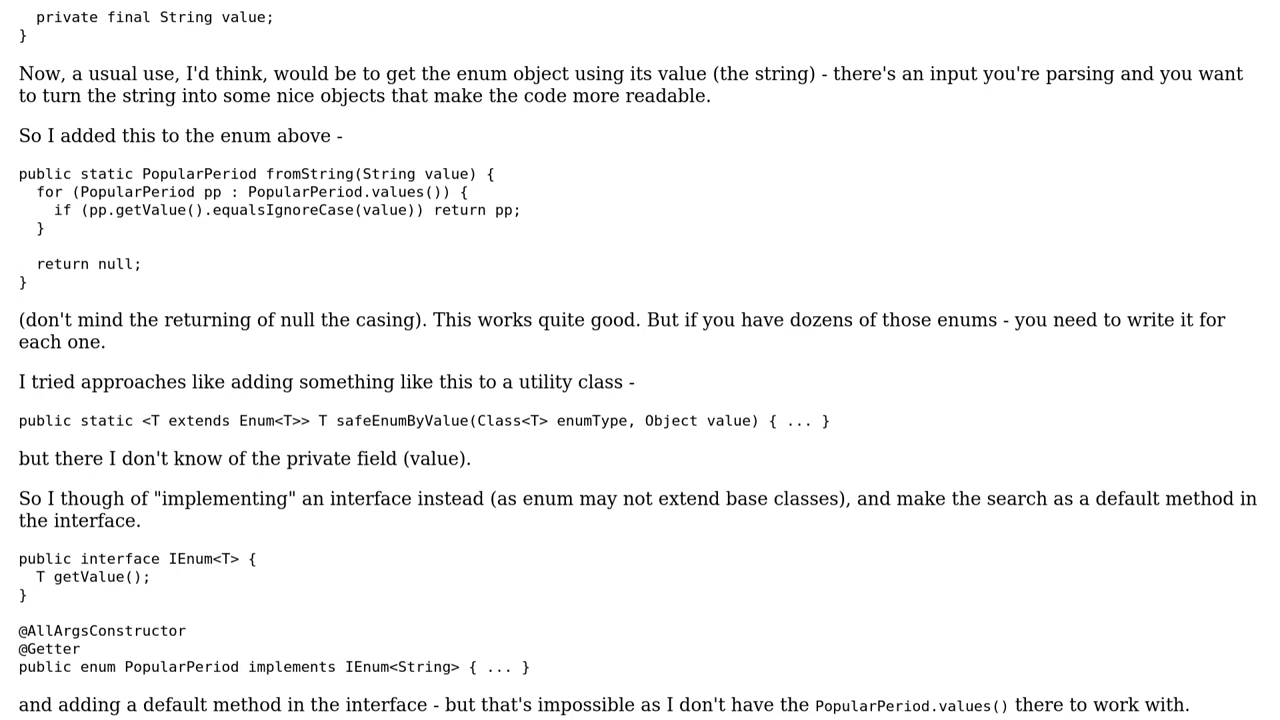 private final String value;
}
Now, a usual use, I'd think, would be to get the enum object using its value (the string) - there's an input you're parsing and you want
to turn the string into some nice objects that make the code more readable.
So I added this to the enum above -
public static PopularPeriod fromString(String value) {
for (PopularPeriod pp : PopularPeriod.values()) {
if (pp.getValue().equalsIgnoreCase(value)) return pp;
}
return null;
}
(don't mind the returning of null the casing). This works quite good. But if you have dozens of those enums - you need to write it for
each one.
I tried approaches like adding something like this to a utility class -
public static <T extends Enum<T>> T safeEnumByValue(Class<T> enumType, Object value) { ... }
but there I don't know of the private field (value).
So I though of "implementing" an interface instead (as enum may not extend base classes), and make the search as a default method in
the interface.
public interface IEnum<T> {
T getValue();
}
@AllArgsConstructor
@Getter
public enum PopularPeriod implements IEnum<String> { ... }
and adding a default method in the interface - but that's impossible as I don't have the PopularPeriod.values() there to work with.